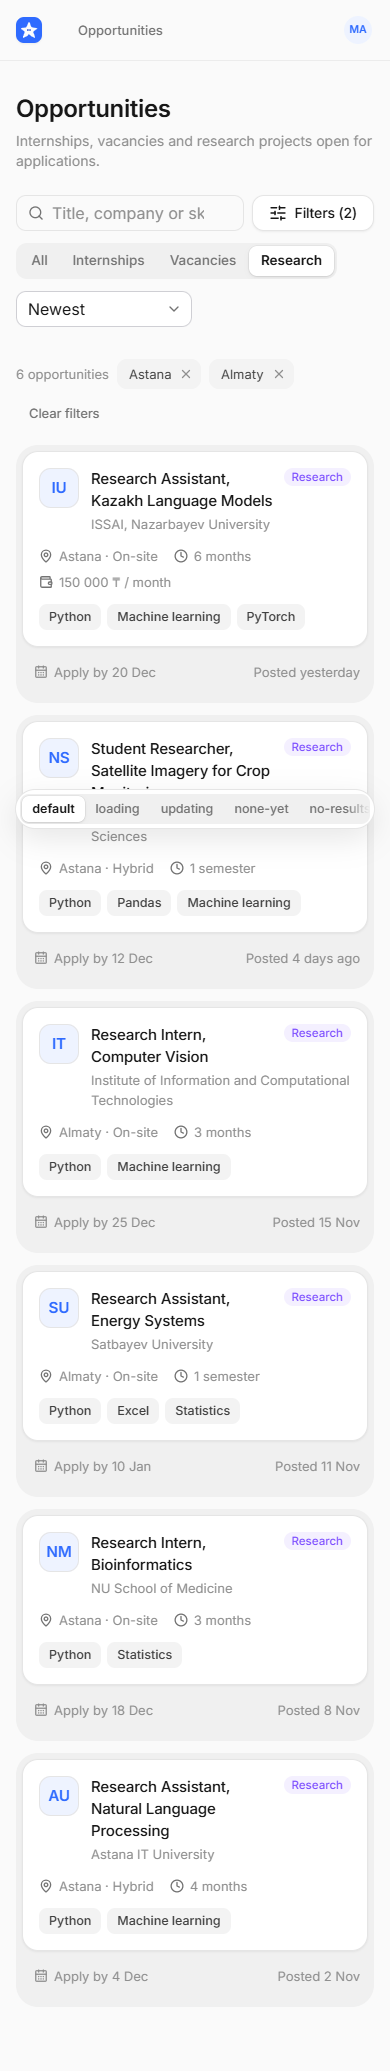 Opportunities
MA
Opportunities
Internships, vacancies and research projects open for
applications.
Title, company or sk
Filters (2)
All Internships Vacancies Research
Newest
6 opportunities Astana Almaty
Clear filters
IU
Research Assistant,
Kazakh Language Models
Research
ISSAI, Nazarbayev University
Astana · On-site 6 months
150 000 ₸ / month
Python Machine learning PyTorch
Apply by 20 Dec Posted yesterday
NS
Student Researcher,
Satellite Imagery for Crop
Research
default loading updating none-yet no-results
Sciences
Astana · Hybrid 1 semester
Python Pandas Machine learning
Apply by 12 Dec Posted 4 days ago
IT
Research Intern,
Computer Vision
Research
Institute of Information and Computational
Technologies
Almaty · On-site 3 months
Python Machine learning
Apply by 25 Dec Posted 15 Nov
SU
Research Assistant,
Energy Systems
Research
Satbayev University
Almaty · On-site 1 semester
Python Excel Statistics
Apply by 10 Jan Posted 11 Nov
NM
Research Intern,
Bioinformatics
Research
NU School of Medicine
Astana · On-site 3 months
Python Statistics
Apply by 18 Dec Posted 8 Nov
AU
Research Assistant,
Natural Language
Processing
Research
Astana IT University
Astana · Hybrid 4 months
Python Machine learning
Apply by 4 Dec Posted 2 Nov